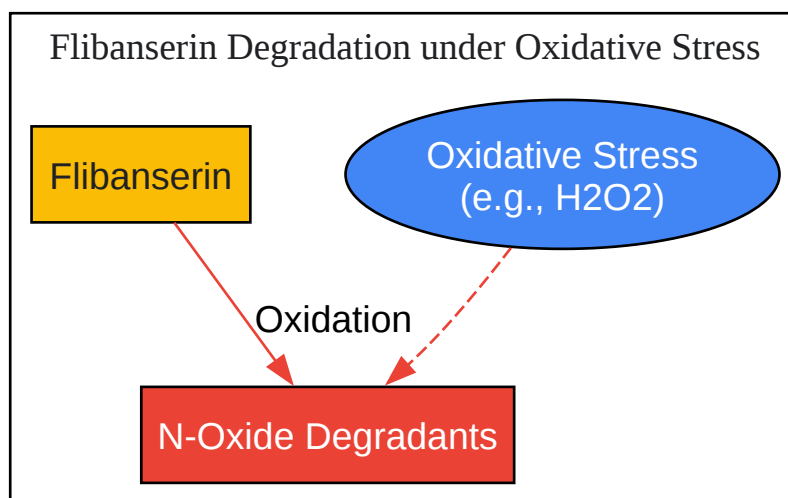 Flibanserin Degradation under Oxidative Stress
Flibanserin
Oxidative Stress
(e.g., H2O2)
Oxidation
N-Oxide Degradants